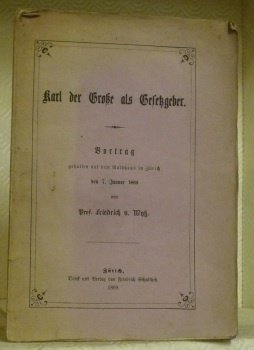 Karl der Große als Gesetzgeber.
Vortrag
gehalten auf dem Rathhaus in Zürich
den 7. Januar 1869
von
Prof. Friedrich v. Wyß.
Zürich,
Druck und Verlag von Friedrich Schultheß.
1869.